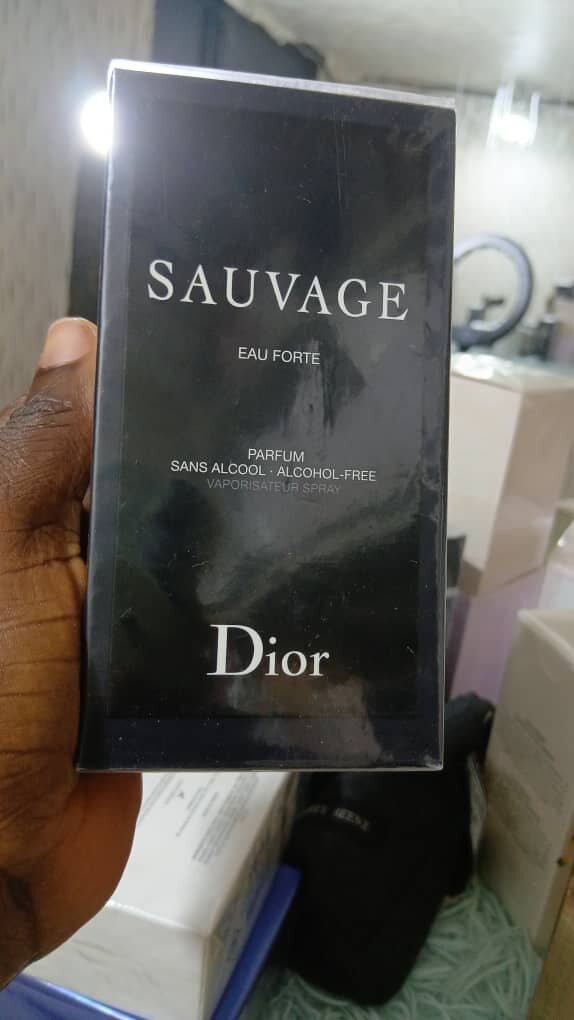 SAUVAGE
EAU FORTE
PARFUM
SANS ALCOOL · ALCOHOL-FREE
VAPORISATEUR SPRAY
Dior